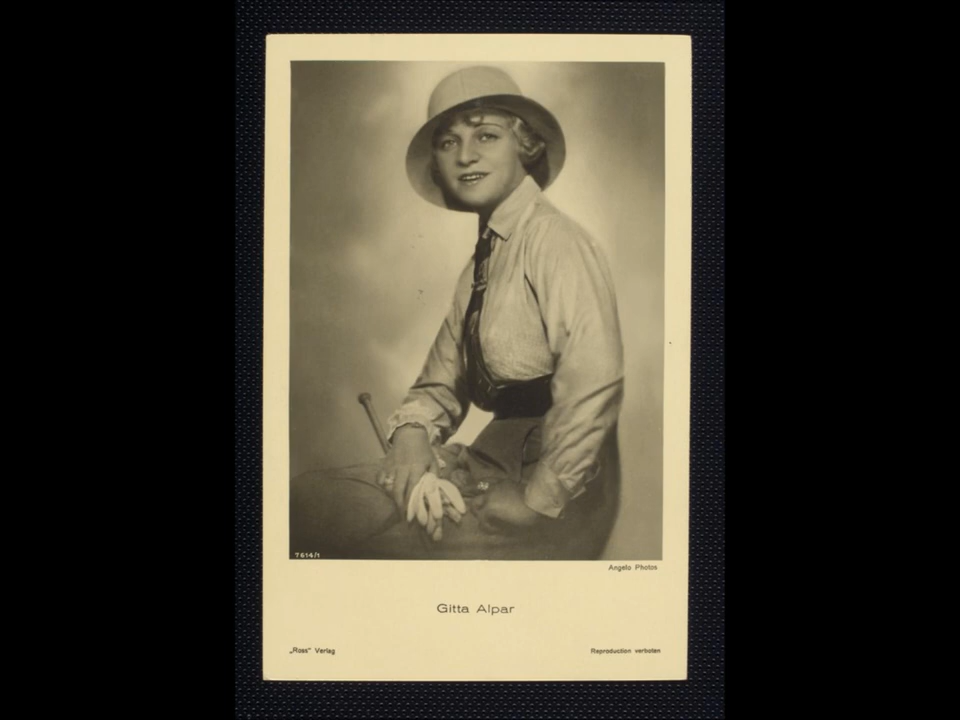 7614/1
Angelo Photos
Gitta Alpar
„Ross" Verlag
Reproduction verboten